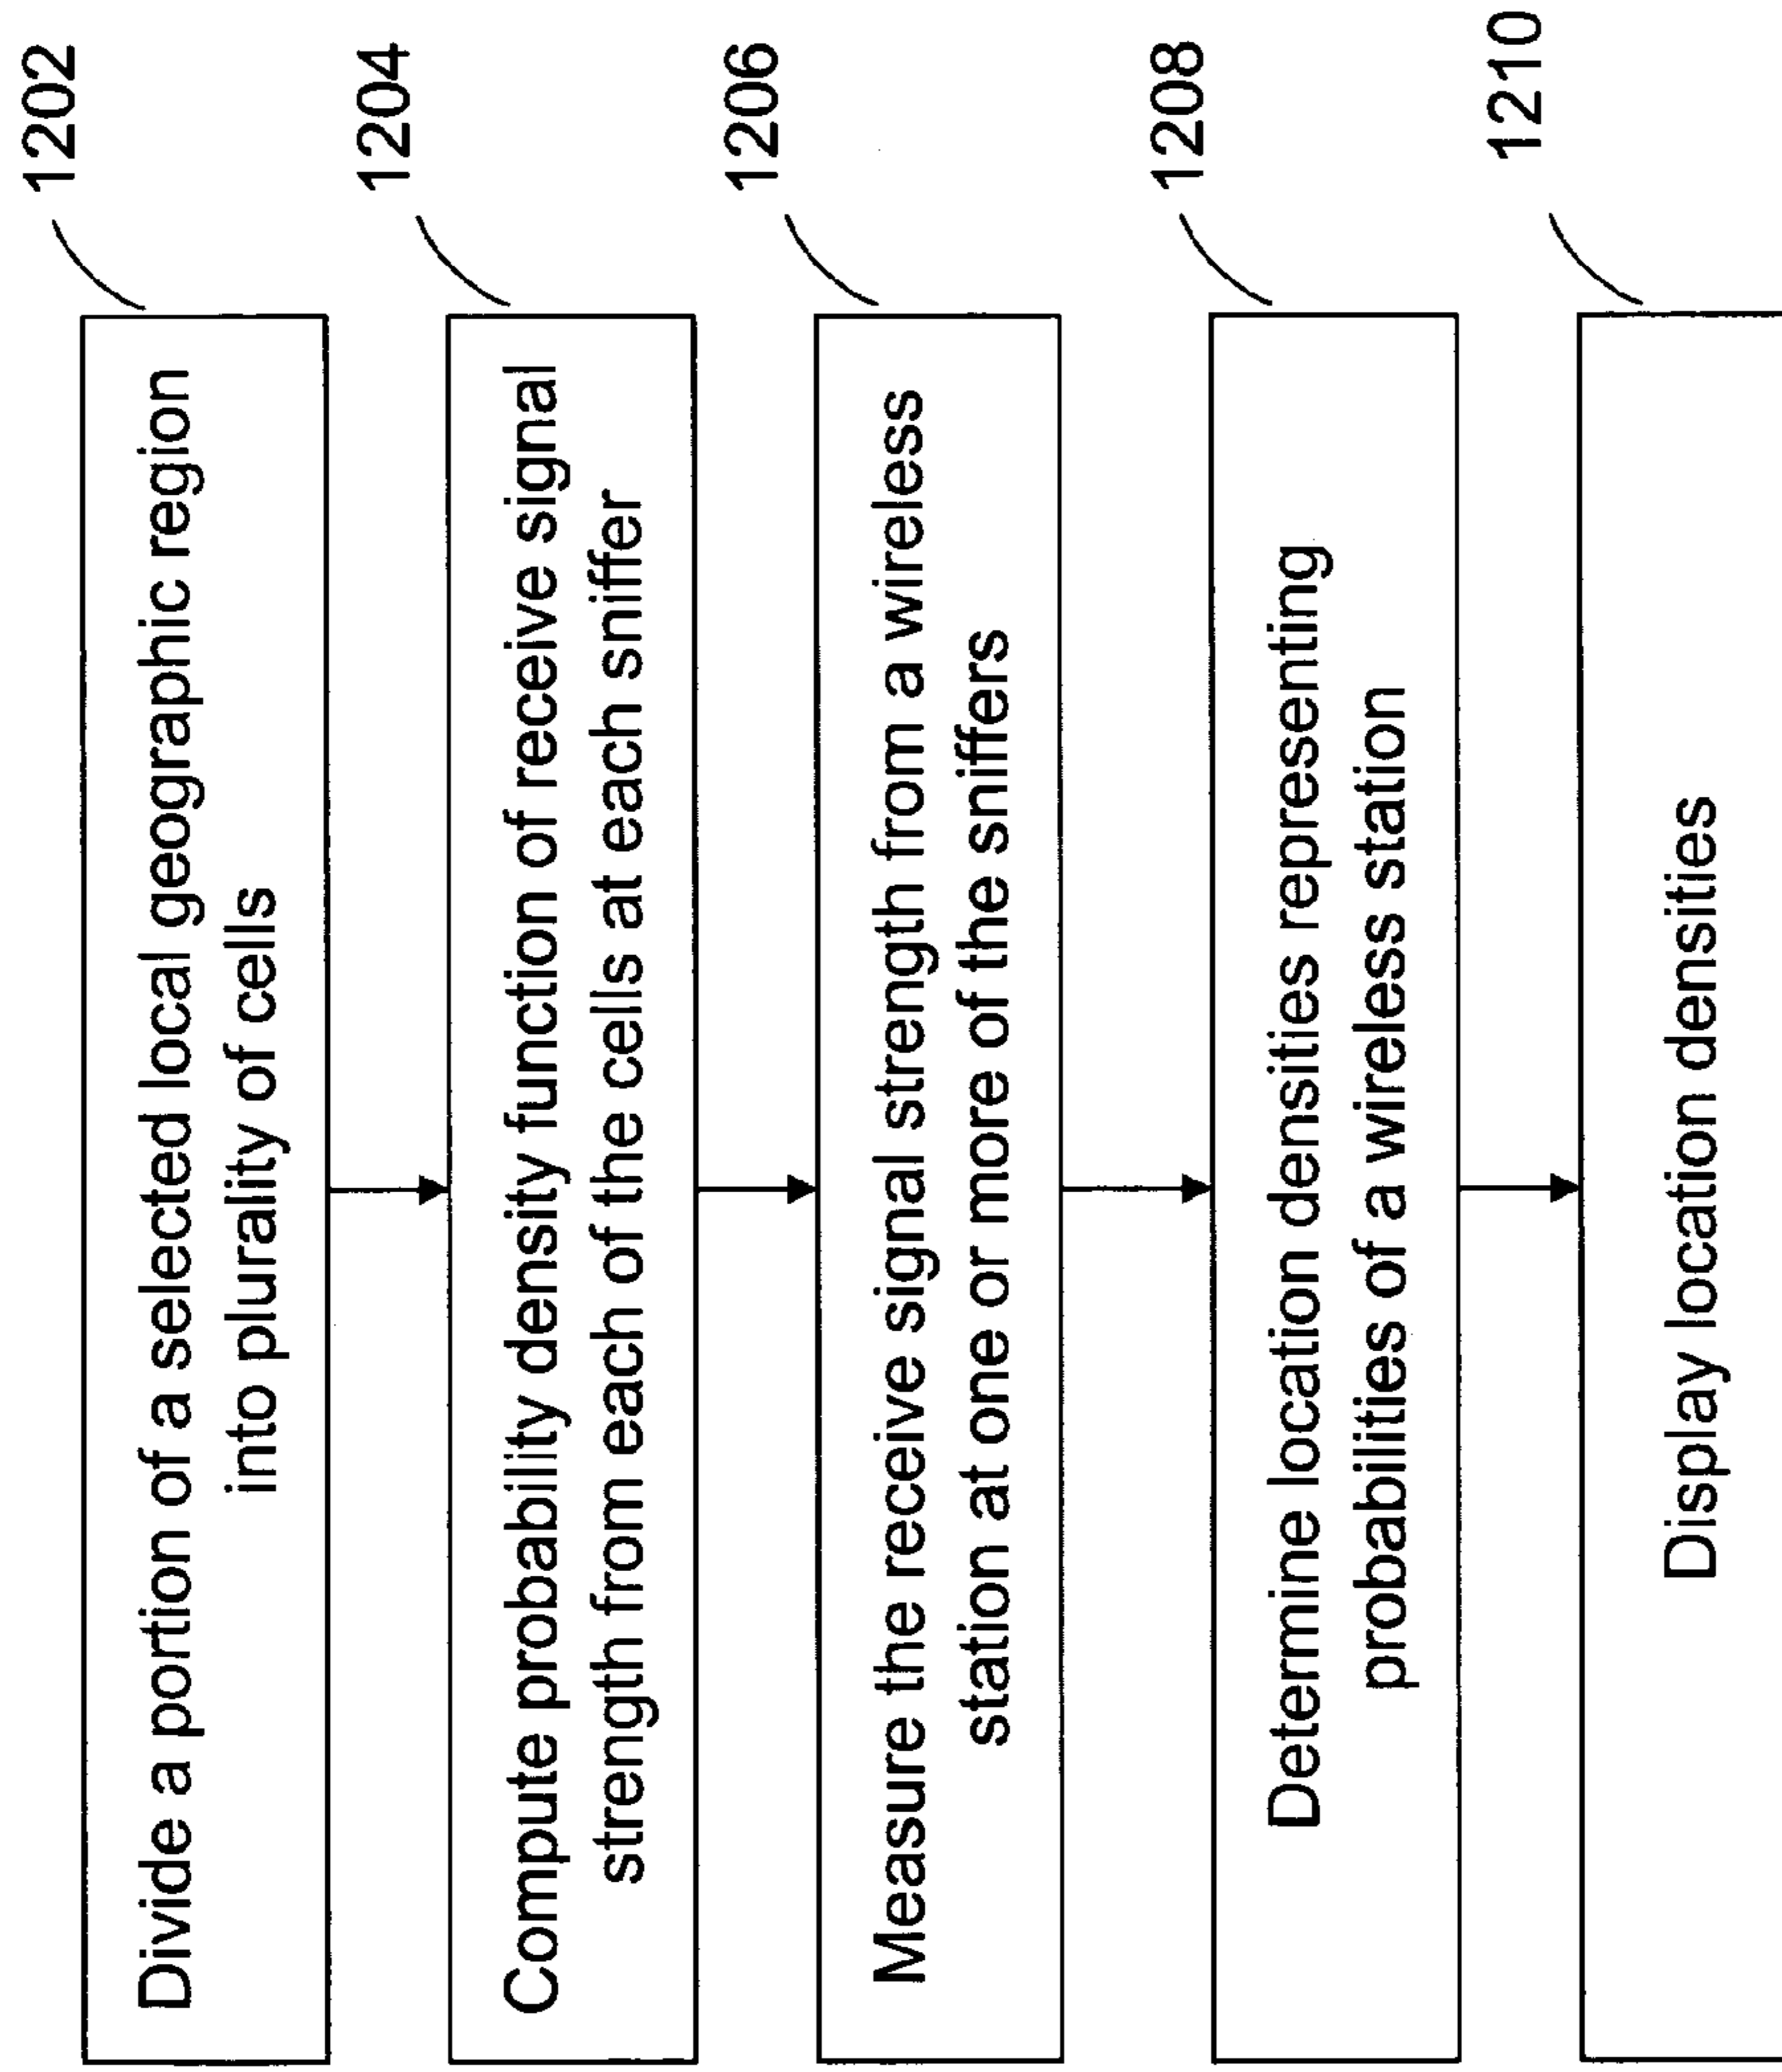 1202
Divide a portion of a selected local geographic region
into plurality of cells
1204
Compute probability density function of receive signal
strength from each of the cells at each sniffer
1206
Measure the receive signal strength from a wireless
station at one or more of the sniffers
1208
Determine location densities representing
probabilities of a wireless station
1210
Display location densities